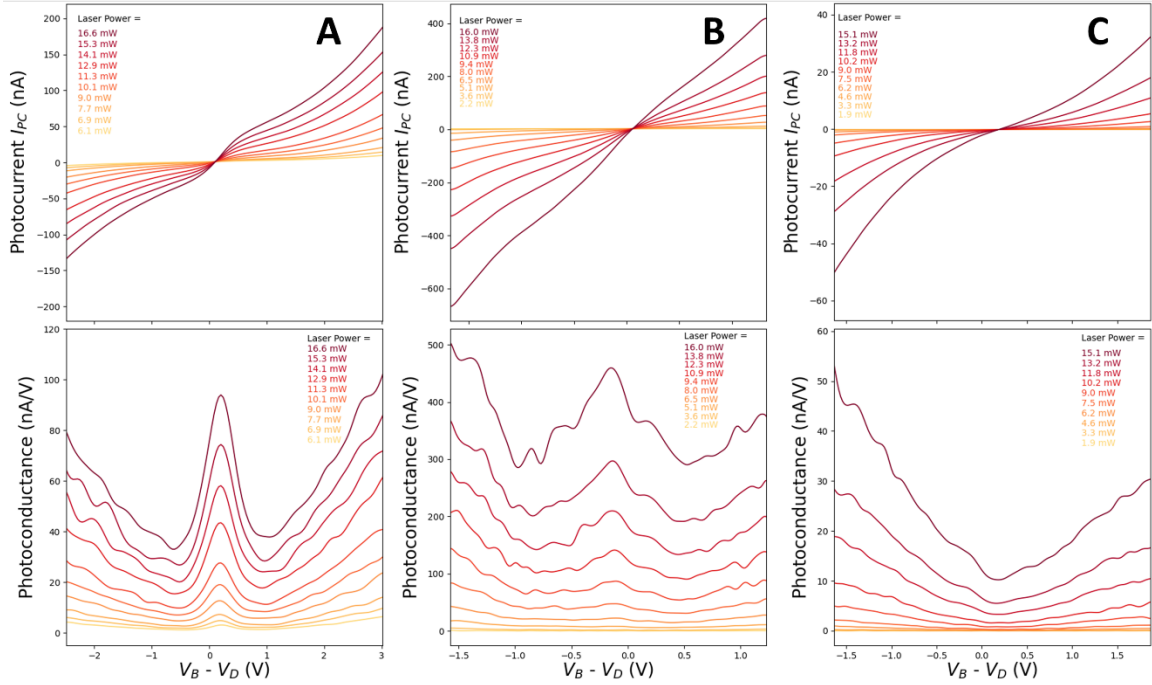 Laser Power =
16.6 mW
15.3 mW
14.1 mW
12.9 mW
11.3 mW
10.1 mW
9.0 mW
7.7 mW
6.9 mW
6.1 mW
A
Photocurrent I_PC (nA)
200
150
100
50
0
−50
−100
−150
−200
Laser Power =
16.0 mW
13.8 mW
12.3 mW
10.9 mW
9.4 mW
8.0 mW
6.5 mW
5.1 mW
3.6 mW
2.2 mW
B
Photocurrent I_PC (nA)
400
200
0
−200
−400
−600
Laser Power =
15.1 mW
13.2 mW
11.8 mW
10.2 mW
9.0 mW
7.5 mW
6.2 mW
4.6 mW
3.3 mW
1.9 mW
C
Photocurrent I_PC (nA)
40
20
0
−20
−40
−60
Laser Power =
16.6 mW
15.3 mW
14.1 mW
12.9 mW
11.3 mW
10.1 mW
9.0 mW
7.7 mW
6.9 mW
6.1 mW
Photoconductance (nA/V)
120
100
80
60
40
20
0
−2 −1 0 1 2 3
V_B - V_D (V)
Laser Power =
16.0 mW
13.8 mW
12.3 mW
10.9 mW
9.4 mW
8.0 mW
6.5 mW
5.1 mW
3.6 mW
2.2 mW
Photoconductance (nA/V)
500
400
300
200
100
0
−1.5 −1.0 −0.5 0.0 0.5 1.0
V_B - V_D (V)
Laser Power =
15.1 mW
13.2 mW
11.8 mW
10.2 mW
9.0 mW
7.5 mW
6.2 mW
4.6 mW
3.3 mW
1.9 mW
Photoconductance (nA/V)
60
50
40
30
20
10
0
−1.5 −1.0 −0.5 0.0 0.5 1.0 1.5
V_B - V_D (V)